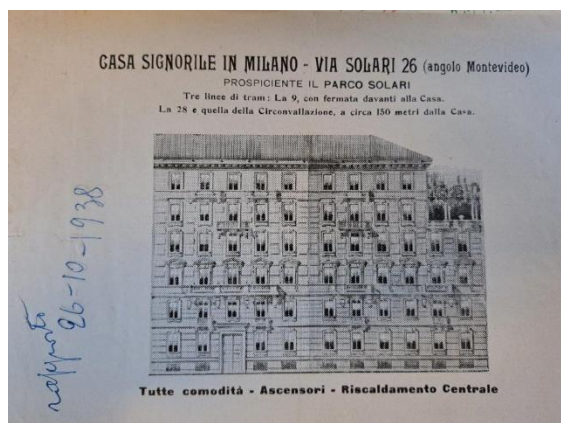 CASA SIGNORILE IN MILANO - VIA SOLARI 26 (angolo Montevideo)
PROSPICIENTE IL PARCO SOLARI
Tre linee di tram: La 9, con fermata davanti alla Casa.
La 28 e quella della Circonvallazione, a circa 150 metri dalla Casa.
rapporto
26-10-1938
Tutte comodità - Ascensori - Riscaldamento Centrale